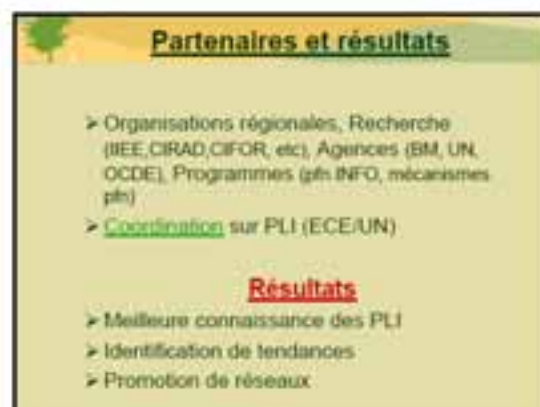 Partenaires et résultats
➤ Organisations régionales, Recherche
(IIEE,CIRAD,CIFOR, etc), Agences (BM, UN,
OCDE), Programmes (pfn INFO, mécanismes
pfn)
➤ Coordination sur PLI (ECE/UN)
Résultats
➤ Meilleure connaissance des PLI
➤ Identification de tendances
➤ Promotion de réseaux